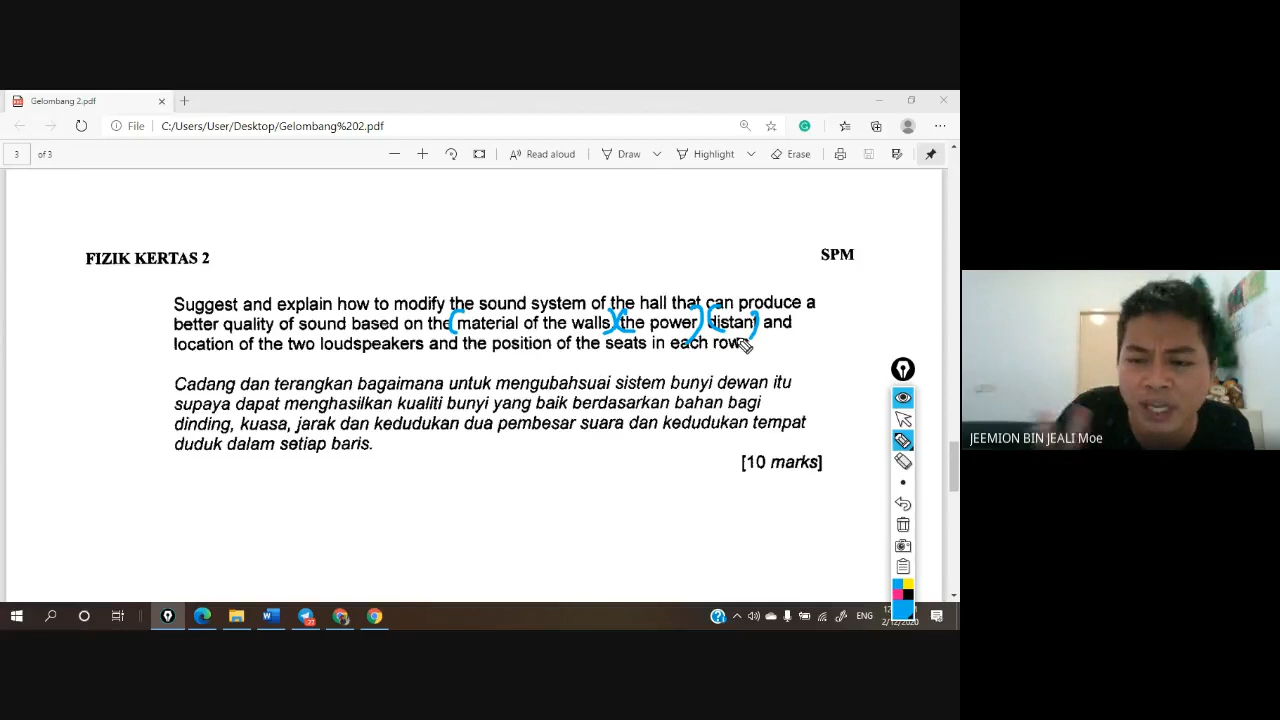 Gelombang 2.pdf
File
C:/Users/User/Desktop/Gelombang%202.pdf
3 of 3
Read aloud
Draw
Highlight
Erase
FIZIK KERTAS 2
SPM
Suggest and explain how to modify the sound system of the hall that can produce a
better quality of sound based on the material of the walls, the power, distant and
location of the two loudspeakers and the position of the seats in each row.
Cadang dan terangkan bagaimana untuk mengubahsuai sistem bunyi dewan itu
supaya dapat menghasilkan kualiti bunyi yang baik berdasarkan bahan bagi
dinding, kuasa, jarak dan kedudukan dua pembesar suara dan kedudukan tempat
duduk dalam setiap baris.
[10 marks]
JEEMION BIN JEALI Moe
ENG
2/12/2020